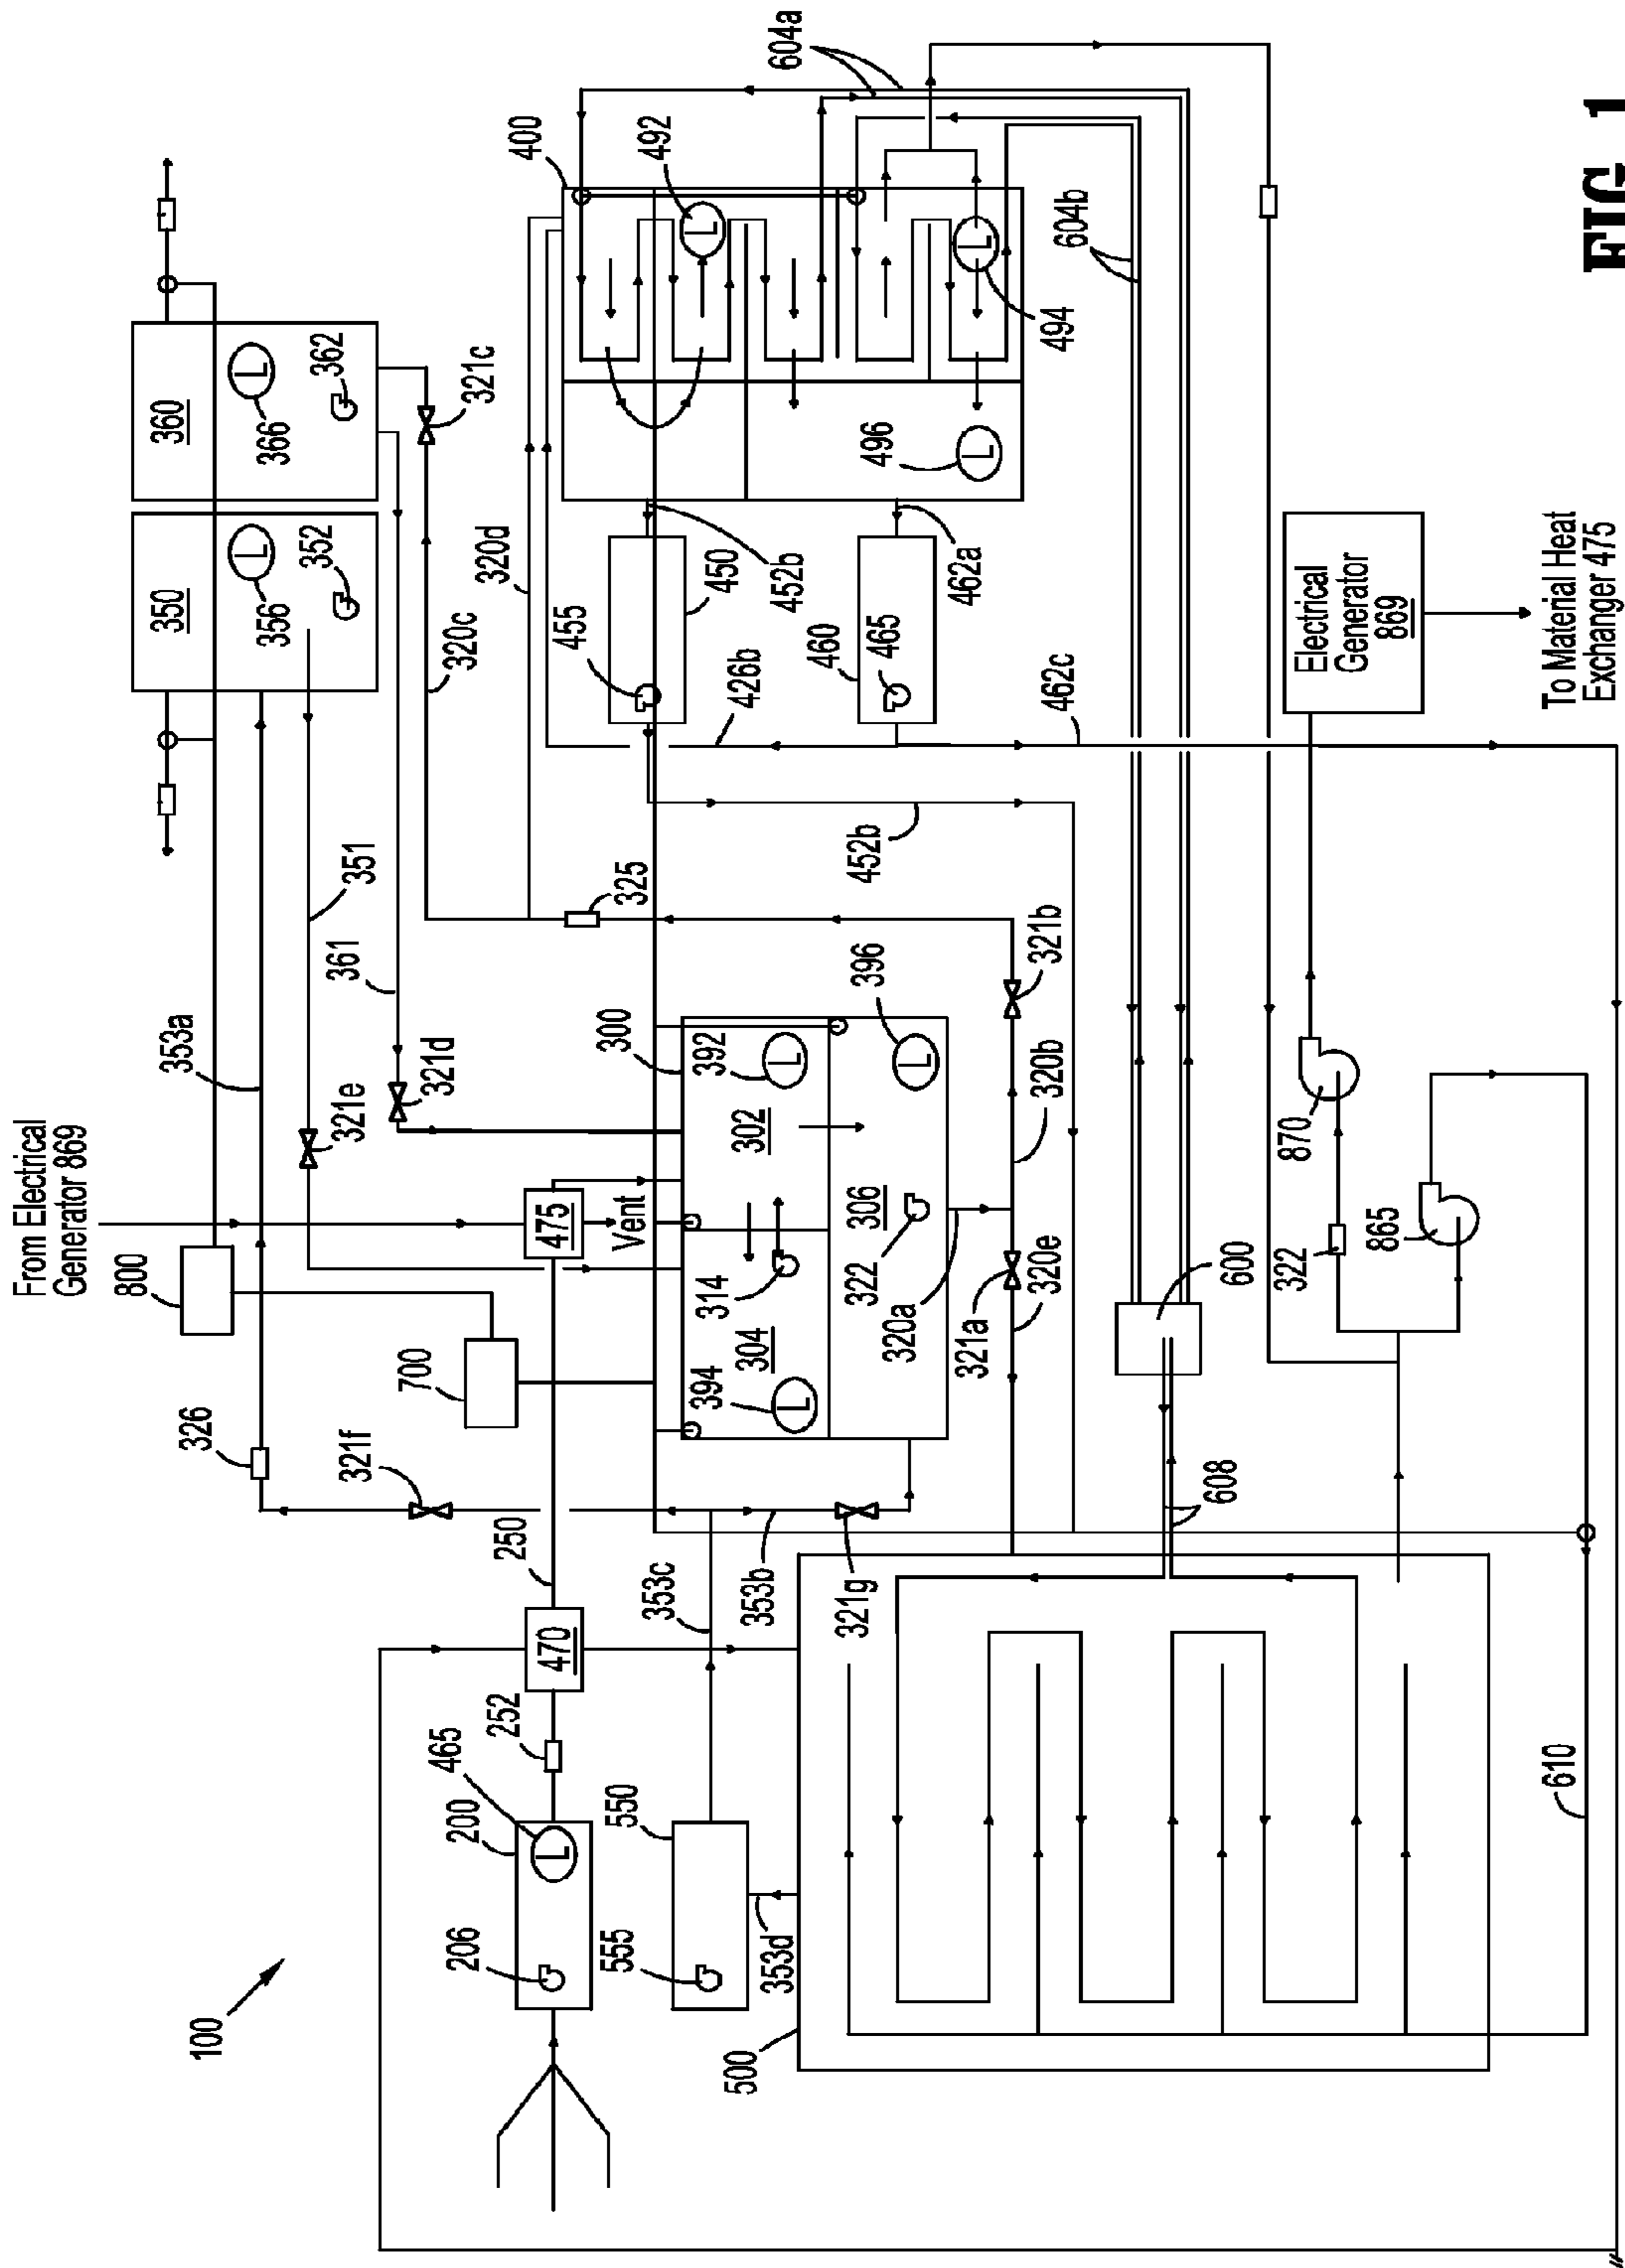 From Electrical
Generator 869
800
350
360
326
353a
100
356
366
352
362
321f
321e
361
351
700
321d
200
465
206
320c
321c
252
250
320d
400
470
475
550
555
Vent
300
325
353c
455
492
314
392
450
394
304
302
426b
500
353b
353d
452b
604a
460
321g
322
306
396
452b
465
496
320a
321a
462a
320e
321b
320b
462c
494
604b
608
600
870
Electrical
Generator
869
322
865
610
To Material Heat
Exchanger 475
FIG. 1